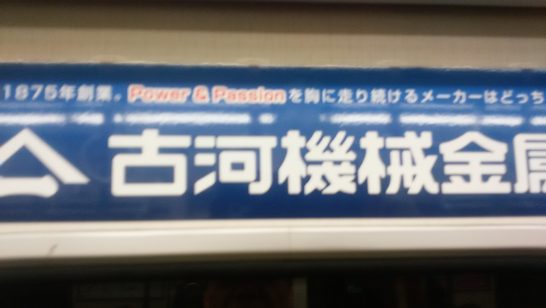 1875年創業。Power & Passionを胸に走り続けるメーカーはどっち
古河機械金属